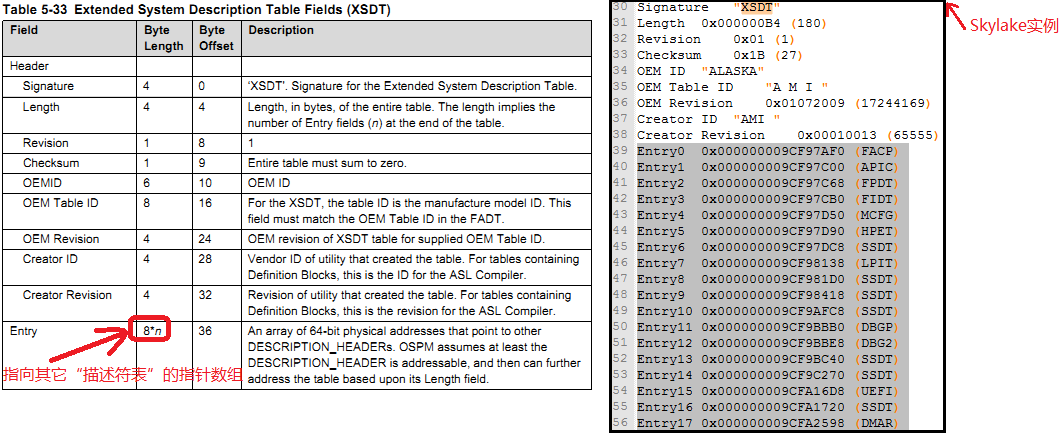 Table 5-33 Extended System Description Table Fields (XSDT)
Field Byte Length Byte Offset Description
Header
Signature 4 0 ‘XSDT’. Signature for the Extended System Description Table.
Length 4 4 Length, in bytes, of the entire table. The length implies the
number of Entry fields (n) at the end of the table.
Revision 1 8 1
Checksum 1 9 Entire table must sum to zero.
OEMID 6 10 OEM ID
OEM Table ID 8 16 For the XSDT, the table ID is the manufacture model ID. This
field must match the OEM Table ID in the FADT.
OEM Revision 4 24 OEM revision of XSDT table for supplied OEM Table ID.
Creator ID 4 28 Vendor ID of utility that created the table. For tables containing
Definition Blocks, this is the ID for the ASL Compiler.
Creator Revision 4 32 Revision of utility that created the table. For tables containing
Definition Blocks, this is the revision for the ASL Compiler.
Entry 8*n 36 An array of 64-bit physical addresses that point to other
DESCRIPTION_HEADERs. OSPM assumes at least the
DESCRIPTION_HEADER is addressable, and then can further
address the table based upon its Length field.
指向其它“描述符表”的指针数组
30 Signature "XSDT"
31 Length 0x000000B4 (180)
32 Revision 0x01 (1)
33 Checksum 0x1B (27)
34 OEM ID "ALASKA"
35 OEM Table ID "A M I "
36 OEM Revision 0x01072009 (17244169)
37 Creator ID "AMI "
38 Creator Revision 0x00010013 (65555)
39 Entry0 0x000000009CF97AF0 (FACP)
40 Entry1 0x000000009CF97C00 (APIC)
41 Entry2 0x000000009CF97C68 (FPDT)
42 Entry3 0x000000009CF97CB0 (FIDT)
43 Entry4 0x000000009CF97D50 (MCFG)
44 Entry5 0x000000009CF97D90 (HPET)
45 Entry6 0x000000009CF97DC8 (SSDT)
46 Entry7 0x000000009CF98138 (LPIT)
47 Entry8 0x000000009CF981D0 (SSDT)
48 Entry9 0x000000009CF98418 (SSDT)
49 Entry10 0x000000009CF9AFC8 (SSDT)
50 Entry11 0x000000009CF9BBB0 (DBGP)
51 Entry12 0x000000009CF9BBE8 (DBG2)
52 Entry13 0x000000009CF9BC40 (SSDT)
53 Entry14 0x000000009CF9C270 (SSDT)
54 Entry15 0x000000009CFA16D8 (UEFI)
55 Entry16 0x000000009CFA1720 (SSDT)
56 Entry17 0x000000009CFA2598 (DMAR)
Skylake实例